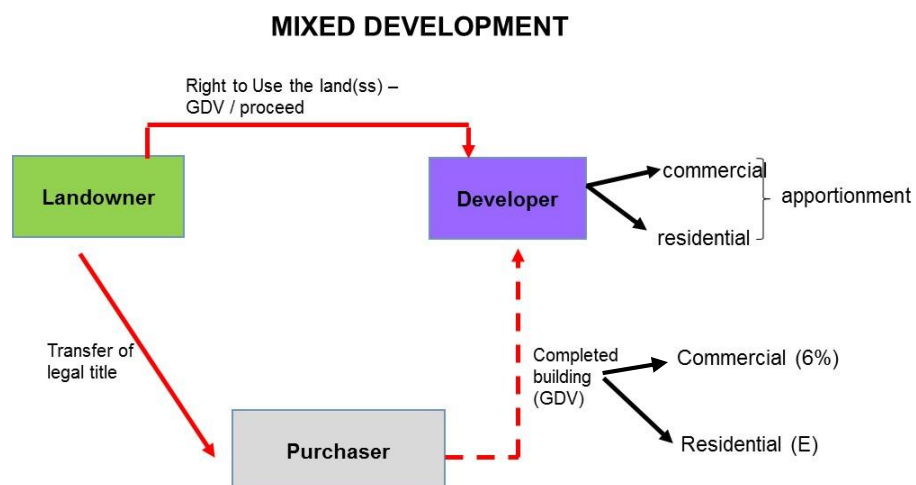 MIXED DEVELOPMENT
Right to Use the land(ss) –
GDV / proceed
Landowner
Developer
commercial
residential
apportionment
Transfer of
legal title
Completed
building
(GDV)
Commercial (6%)
Residential (E)
Purchaser